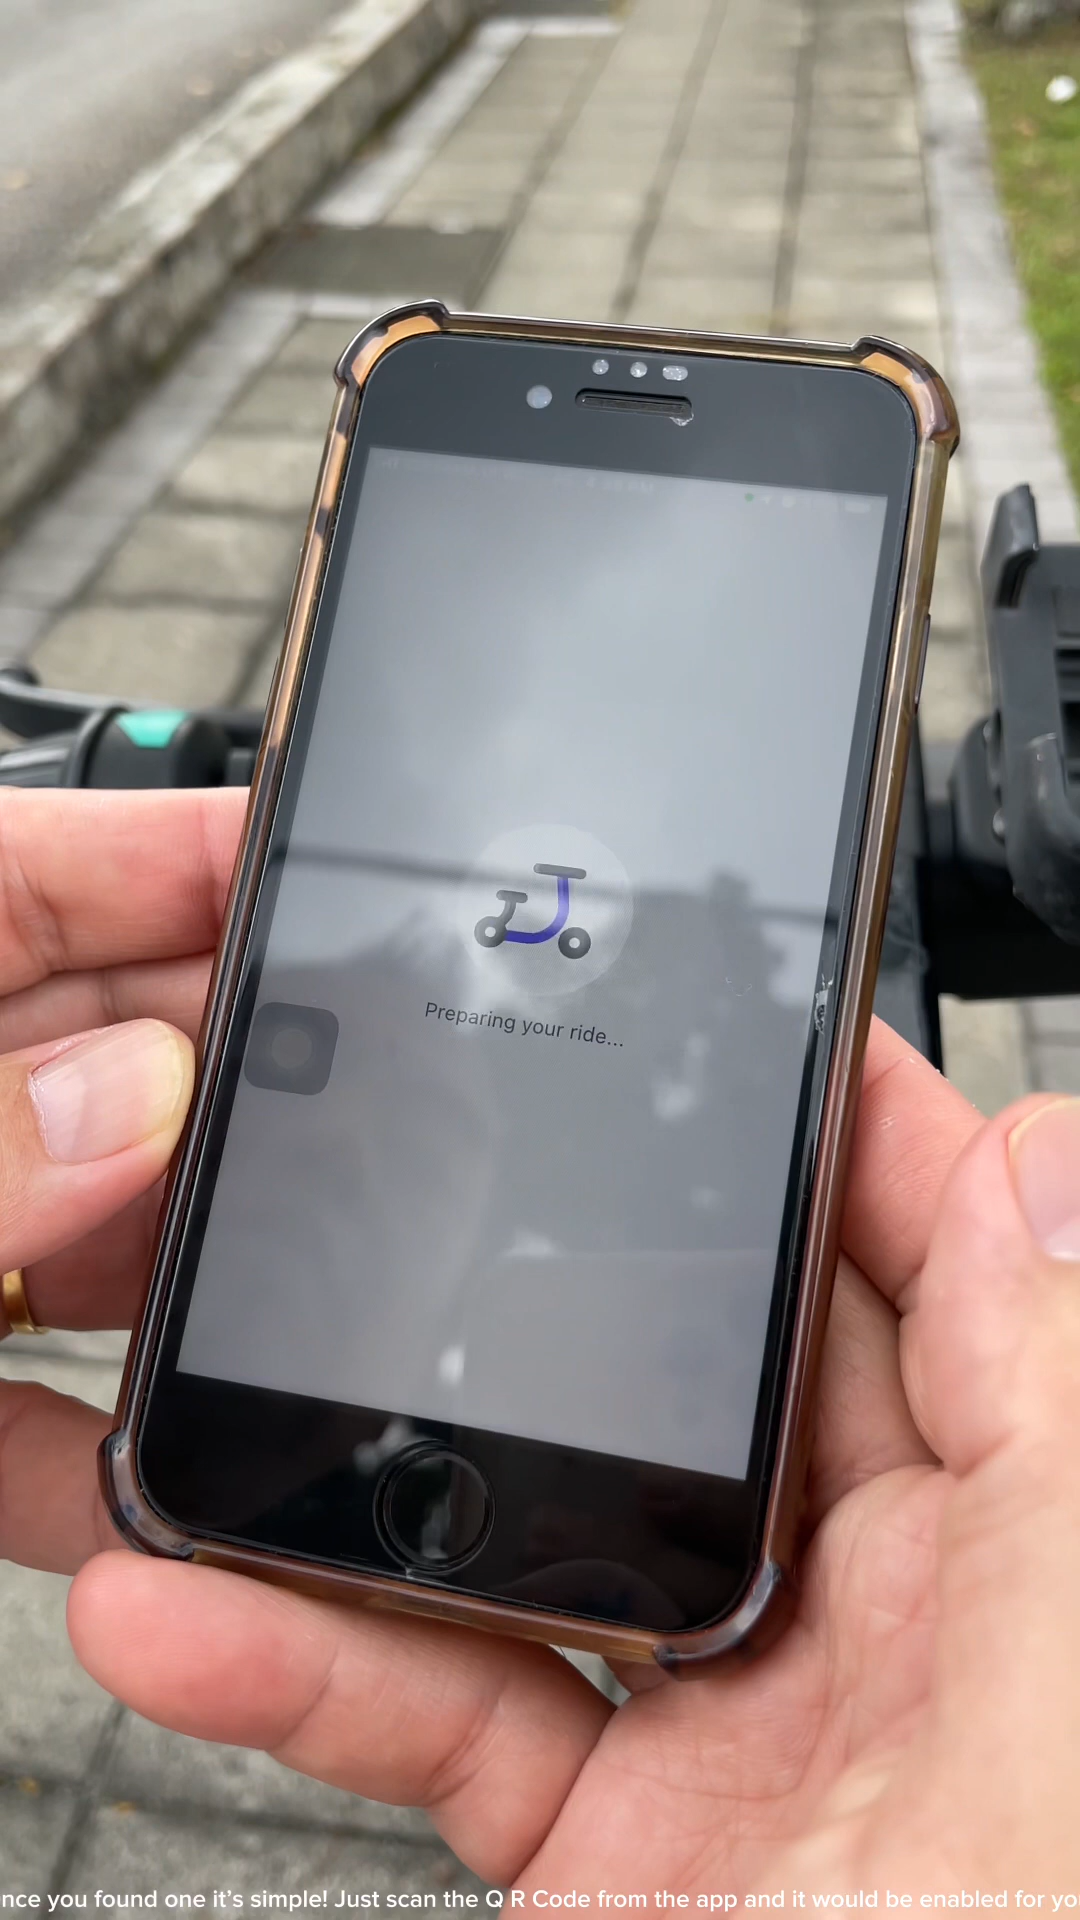 Preparing your ride...
nce you found one it's simple! Just scan the Q R Code from the app and it would be enabled for yo